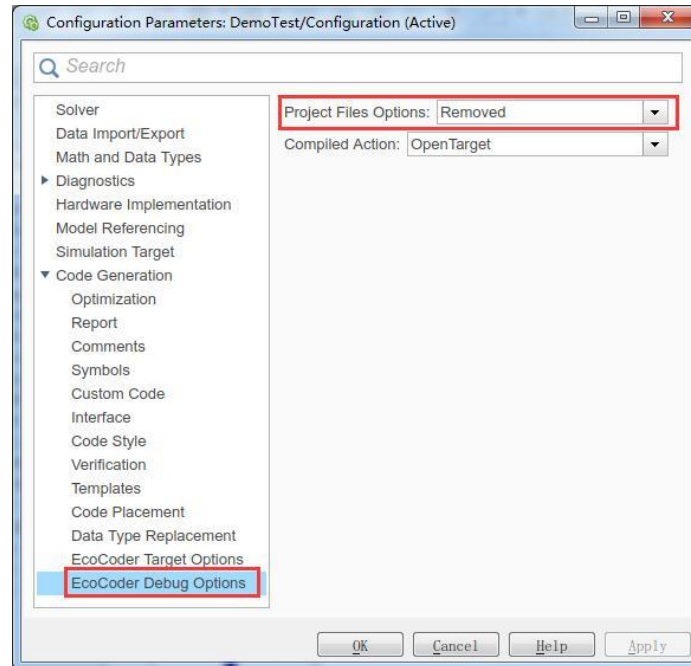 Configuration Parameters: DemoTest/Configuration (Active)
Search
Solver
Data Import/Export
Math and Data Types
Diagnostics
Hardware Implementation
Model Referencing
Simulation Target
Code Generation
Optimization
Report
Comments
Symbols
Custom Code
Interface
Code Style
Verification
Templates
Code Placement
Data Type Replacement
EcoCoder Target Options
EcoCoder Debug Options
Project Files Options: Removed
Compiled Action: OpenTarget
OK Cancel Help Apply